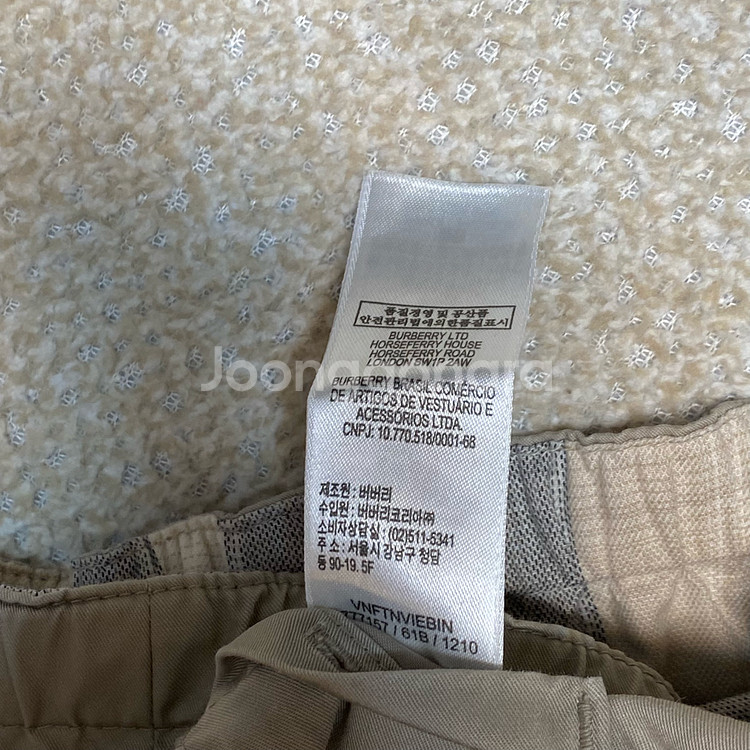 품질경영 및 공산품
안전관리법에의한품질표시
BURBERRY LTD
HORSEFERRY HOUSE
HORSEFERRY ROAD
LONDON SW1P 2AW
BURBERRY BRASIL COMÉRCIO
DE ARTIGOS DE VESTUÁRIO E
ACESSÓRIOS LTDA.
CNPJ: 10.770.518/0001-68
제조원 : 버버리
수입원 : 버버리코리아㈜
소비자상담실 : (02)511-5341
주 소 : 서울시 강남구 청담
동 90-19.5F
VNFTNVIEBIN
777157 / 61B / 1210